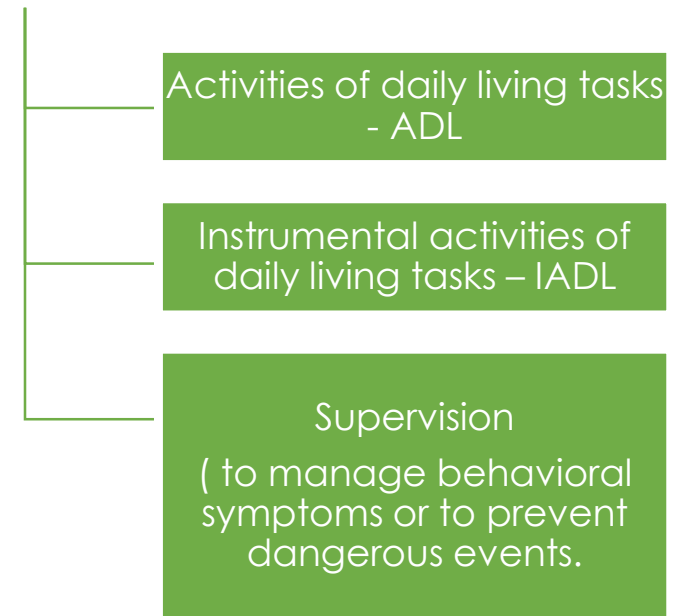 Activities of daily living tasks
- ADL
Instrumental activities of
daily living tasks – IADL
Supervision
( to manage behavioral
symptoms or to prevent
dangerous events.